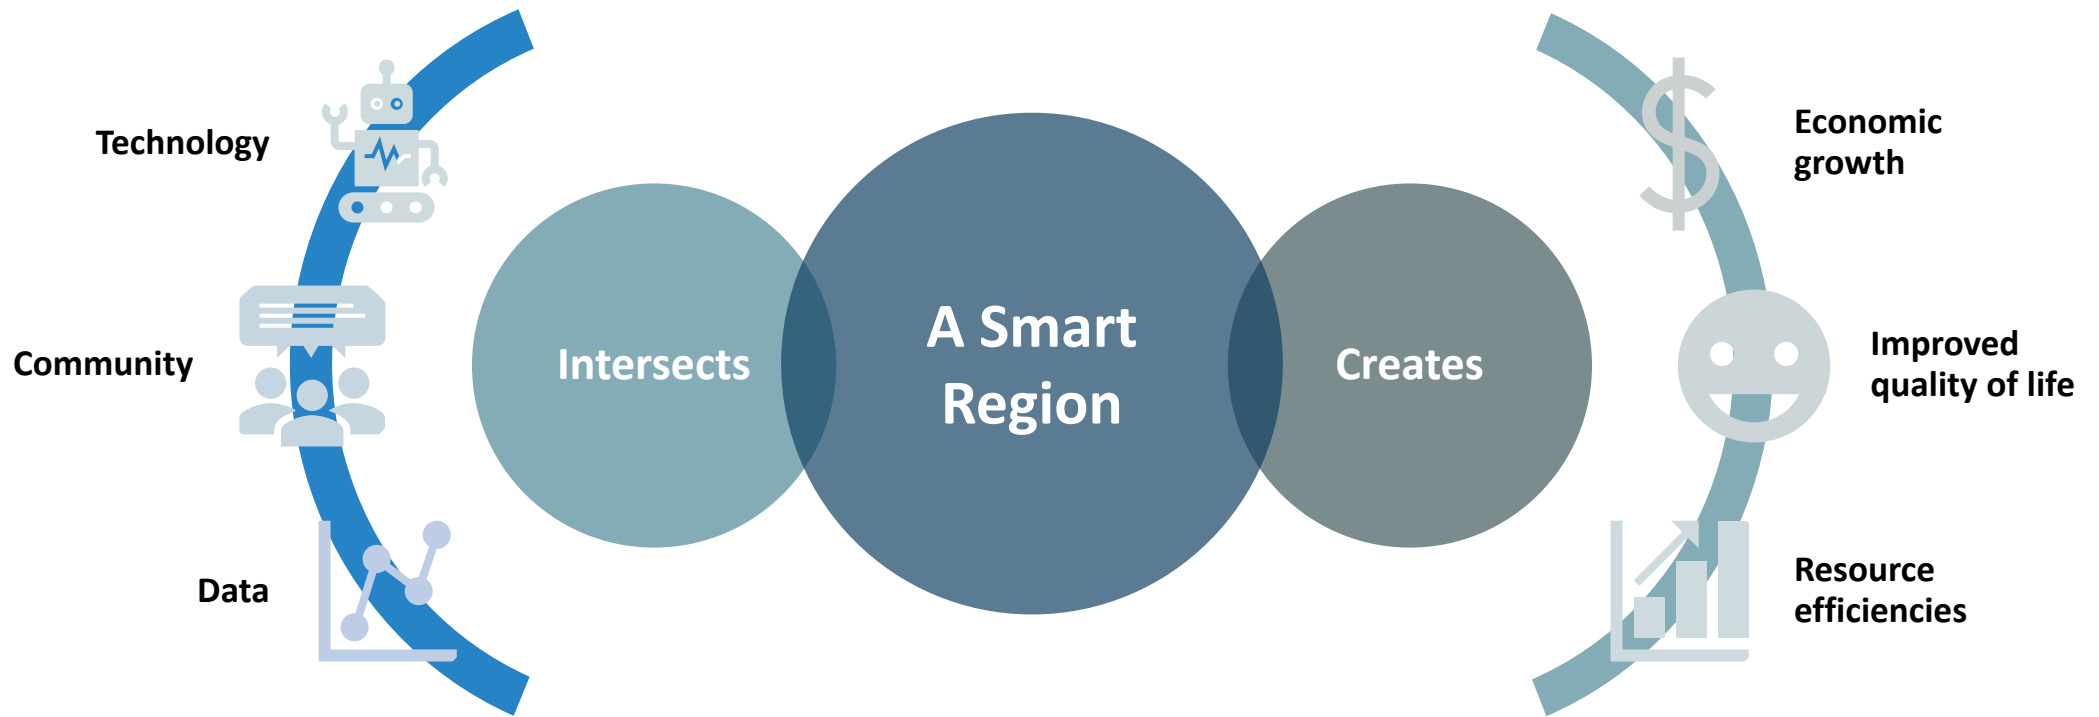 Technology
Community
Data
Intersects
A Smart
Region
Creates
Economic
growth
Improved
quality of life
Resource
efficiencies